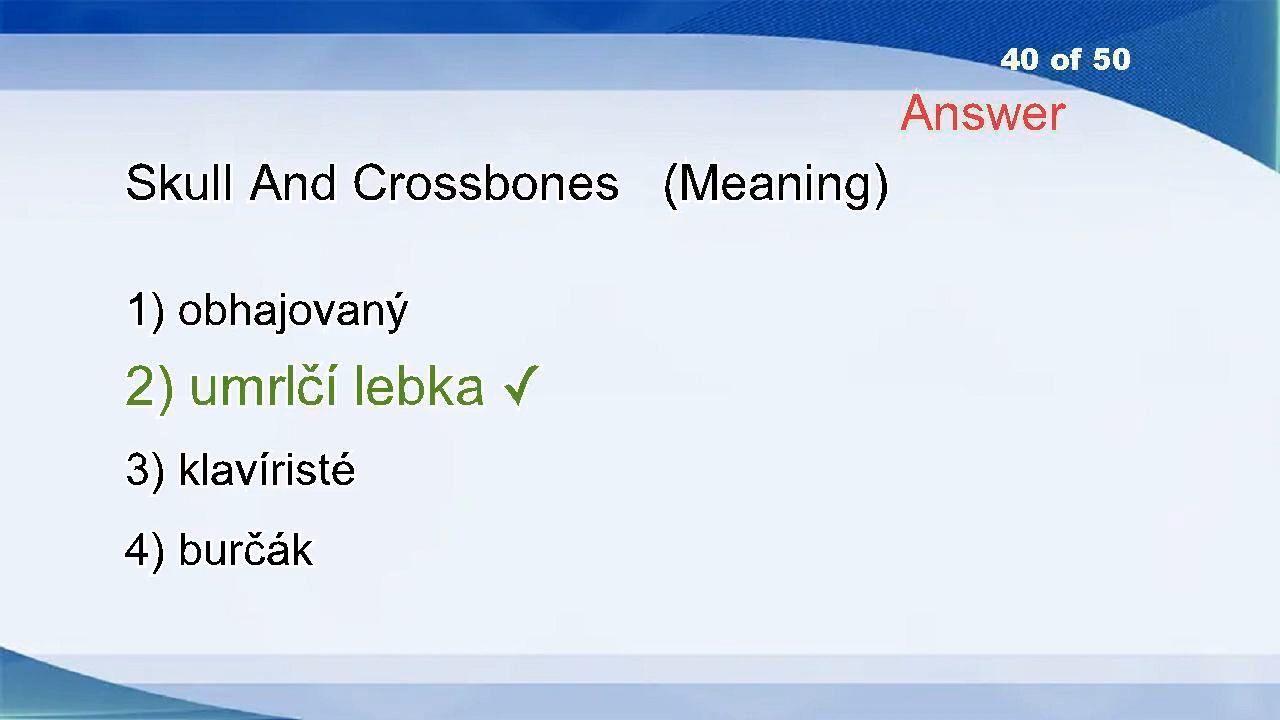 40 of 50
Answer
Skull And Crossbones (Meaning)
1) obhajovaný
2) umrlčí lebka ✓
3) klavíristé
4) burčák